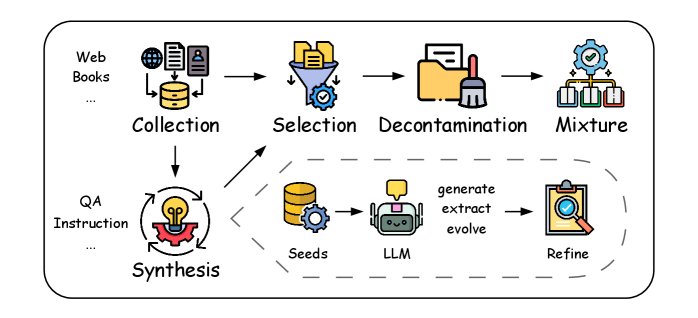 Web
Books
...
Collection
Selection
Decontamination
Mixture
QA
Instruction
...
Synthesis
Seeds
LLM
generate
extract
evolve
Refine